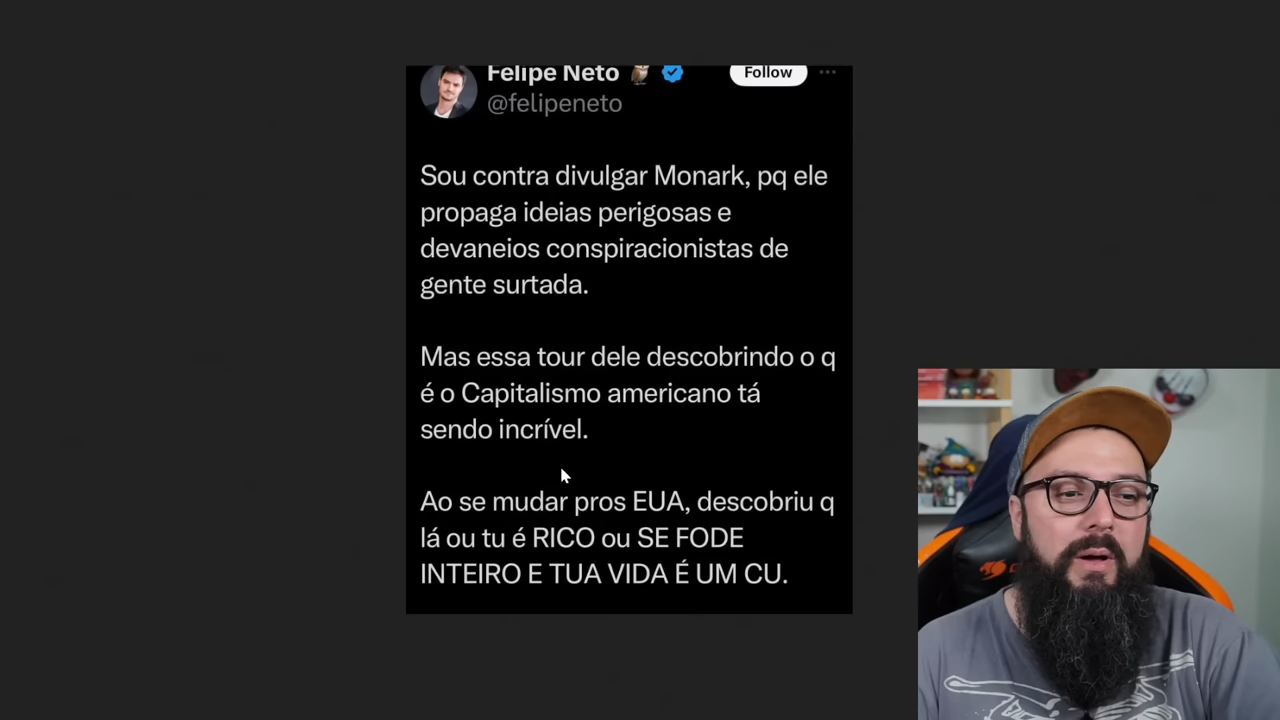 Felipe Neto
Follow
@felipeneto
Sou contra divulgar Monark, pq ele
propaga ideias perigosas e
devaneios conspiracionistas de
gente surtada.
Mas essa tour dele descobrindo o q
é o Capitalismo americano tá
sendo incrível.
Ao se mudar pros EUA, descobriu q
lá ou tu é RICO ou SE FODE
INTEIRO E TUA VIDA É UM CU.